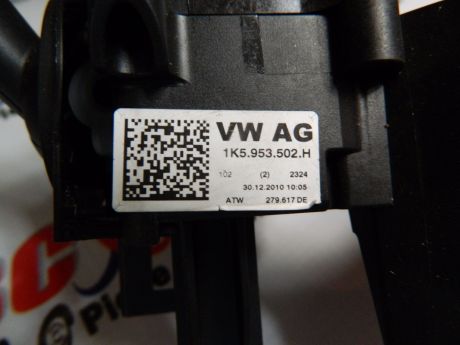 VW AG
1K5.953.502.H
102 (2) 2324
30.12.2010 10:05
ATW 279.617 DE